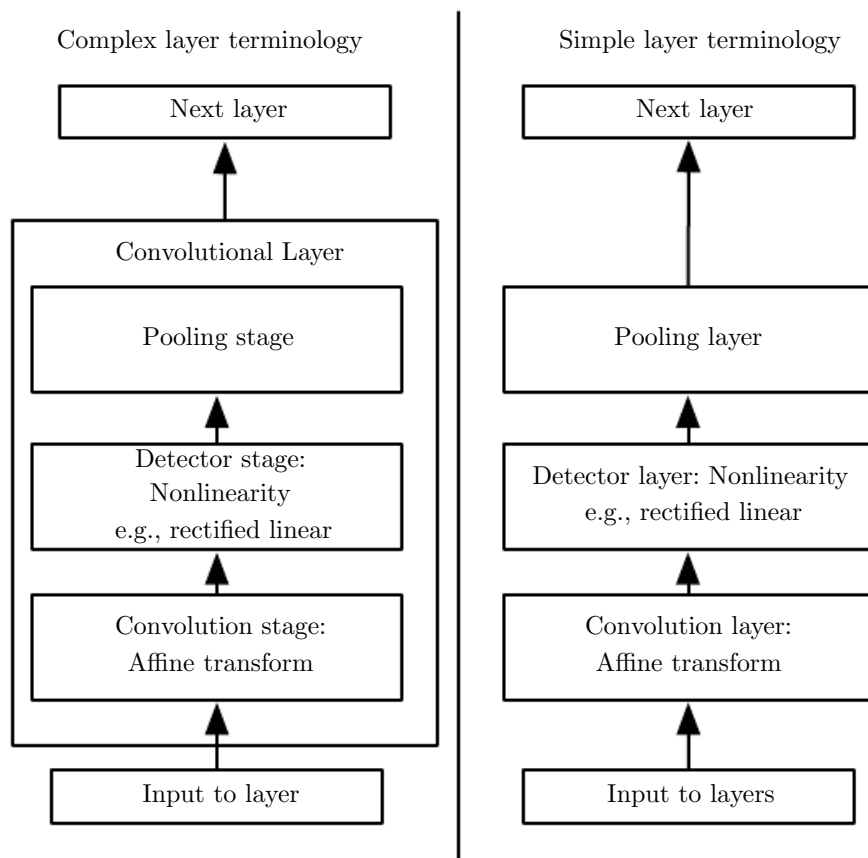 Complex layer terminology
Next layer
Convolutional Layer
Pooling stage
Detector stage:
Nonlinearity
e.g., rectified linear
Convolution stage:
Affine transform
Input to layer
Simple layer terminology
Next layer
Pooling layer
Detector layer: Nonlinearity
e.g., rectified linear
Convolution layer:
Affine transform
Input to layers